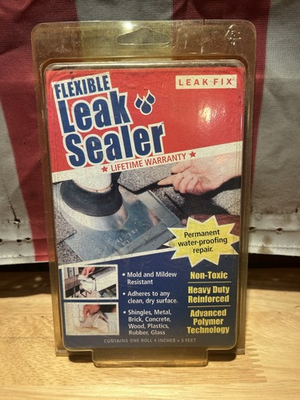 FLEXIBLE
LEAK FIX
Leak
Sealer
★ LIFETIME WARRANTY ★
Permanent
water-proofing
repair.
• Mold and Mildew
Resistant
• Adheres to any
clean, dry surface.
• Shingles, Metal,
Brick, Concrete,
Wood, Plastics,
Rubber, Glass
Non-Toxic
Heavy Duty
Reinforced
Advanced
Polymer
Technology
CONTAINS ONE ROLL 4 INCHES x 5 FEET